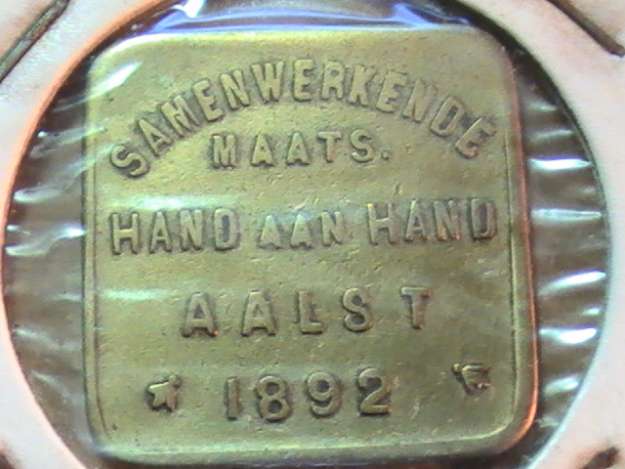 SAMENWERKENDE
MAATS.
HAND AAN HAND
AALST
1892